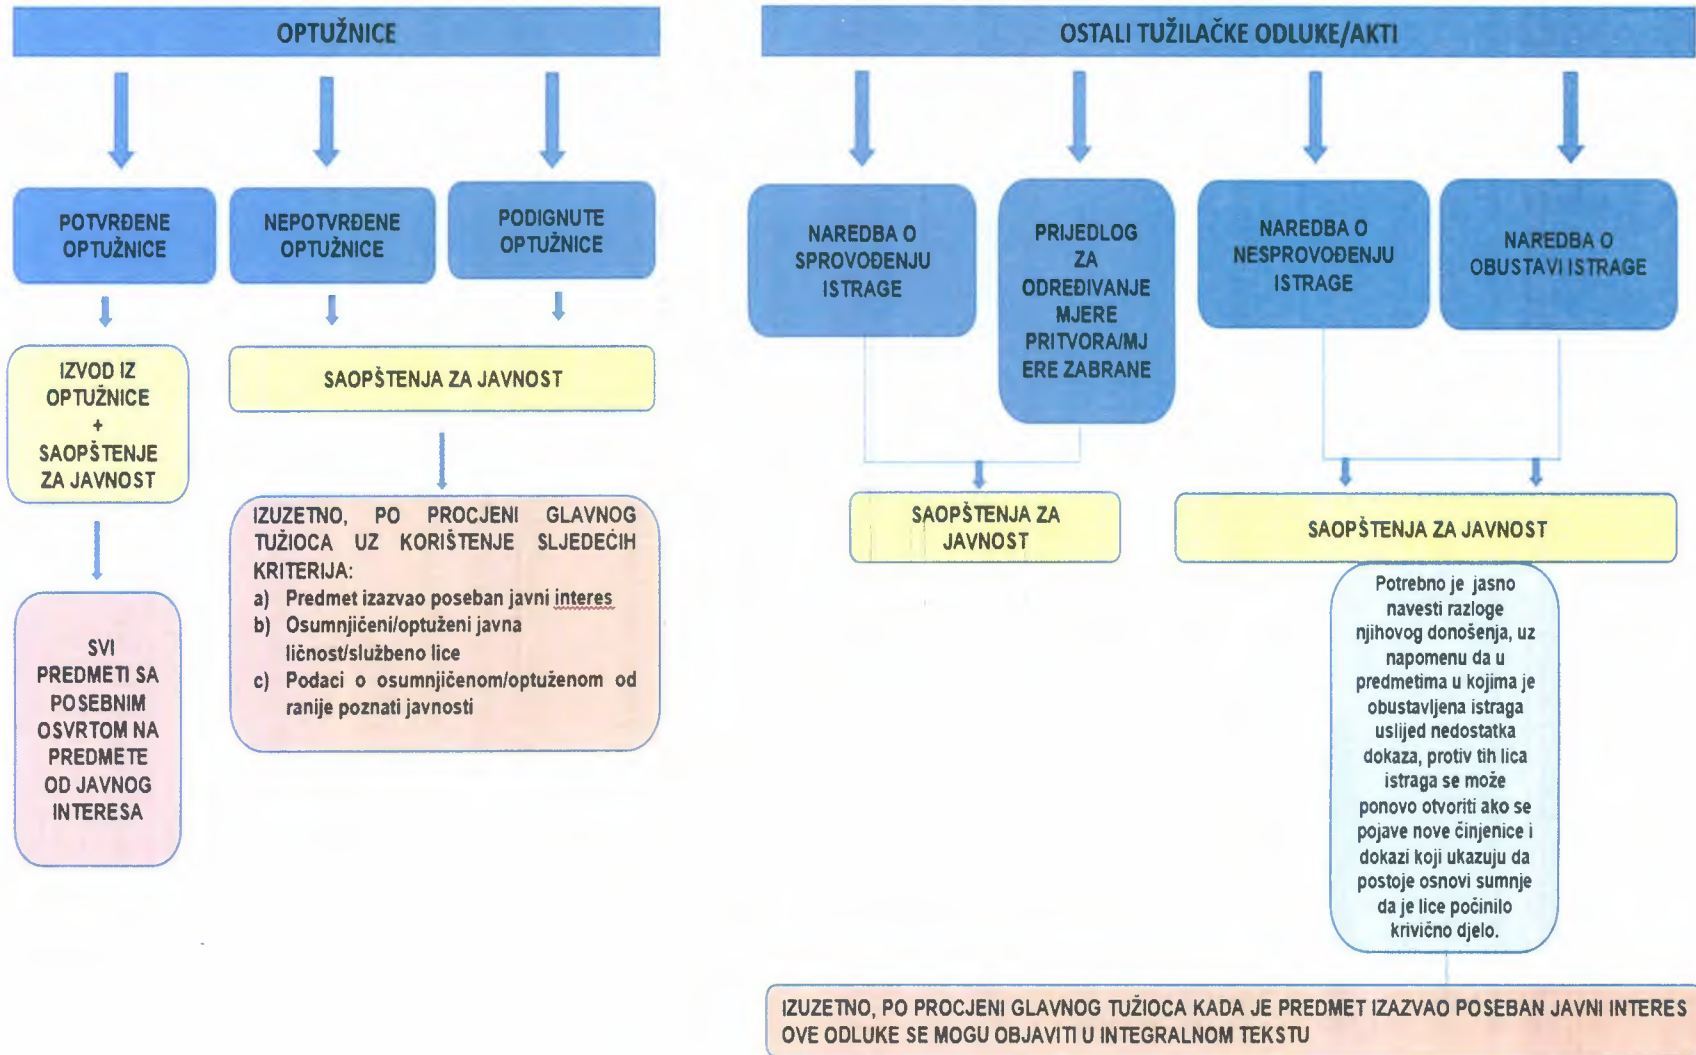 OPTUŽNICE
POTVRĐENE
OPTUŽNICE
NEPOTVRĐENE
OPTUŽNICE
PODIGNUTE
OPTUŽNICE
IZVOD IZ
OPTUŽNICE
+
SAOPŠTENJE
ZA JAVNOST
SAOPŠTENJA ZA JAVNOST
SVI
PREDMETI SA
POSEBNIM
OSVRTOM NA
PREDMETE
OD JAVNOG
INTERESA
IZUZETNO, PO PROCJENI GLAVNOG
TUŽIOCA UZ KORIŠTENJE SLJEDEĆIH
KRITERIJA:
a) Predmet izazvao poseban javni interes
b) Osumnjičeni/optuženi javna
ličnost/službeno lice
c) Podaci o osumnjičenom/optuženom od
ranije poznati javnosti
OSTALI TUŽILAČKE ODLUKE/AKTI
NAREDBA O
SPROVOĐENJU
ISTRAGE
PRIJEDLOG
ZA
ODREĐIVANJE
MJERE
PRITVORA/MJ
ERE ZABRANE
NAREDBA O
NESPROVOĐENJU
ISTRAGE
NAREDBA O
OBUSTAVI ISTRAGE
SAOPŠTENJA ZA
JAVNOST
SAOPŠTENJA ZA JAVNOST
Potrebno je jasno
navesti razloge
njihovog donošenja, uz
napomenu da u
predmetima u kojima je
obustavljena istraga
uslijed nedostatka
dokaza, protiv tih lica
istraga se može
ponovo otvoriti ako se
pojave nove činjenice i
dokazi koji ukazuju da
postoje osnovi sumnje
da je lice počinilo
krivično djelo.
IZUZETNO, PO PROCJENI GLAVNOG TUŽIOCA KADA JE PREDMET IZAZVAO POSEBAN JAVNI INTERES
OVE ODLUKE SE MOGU OBJAVITI U INTEGRALNOM TEKSTU